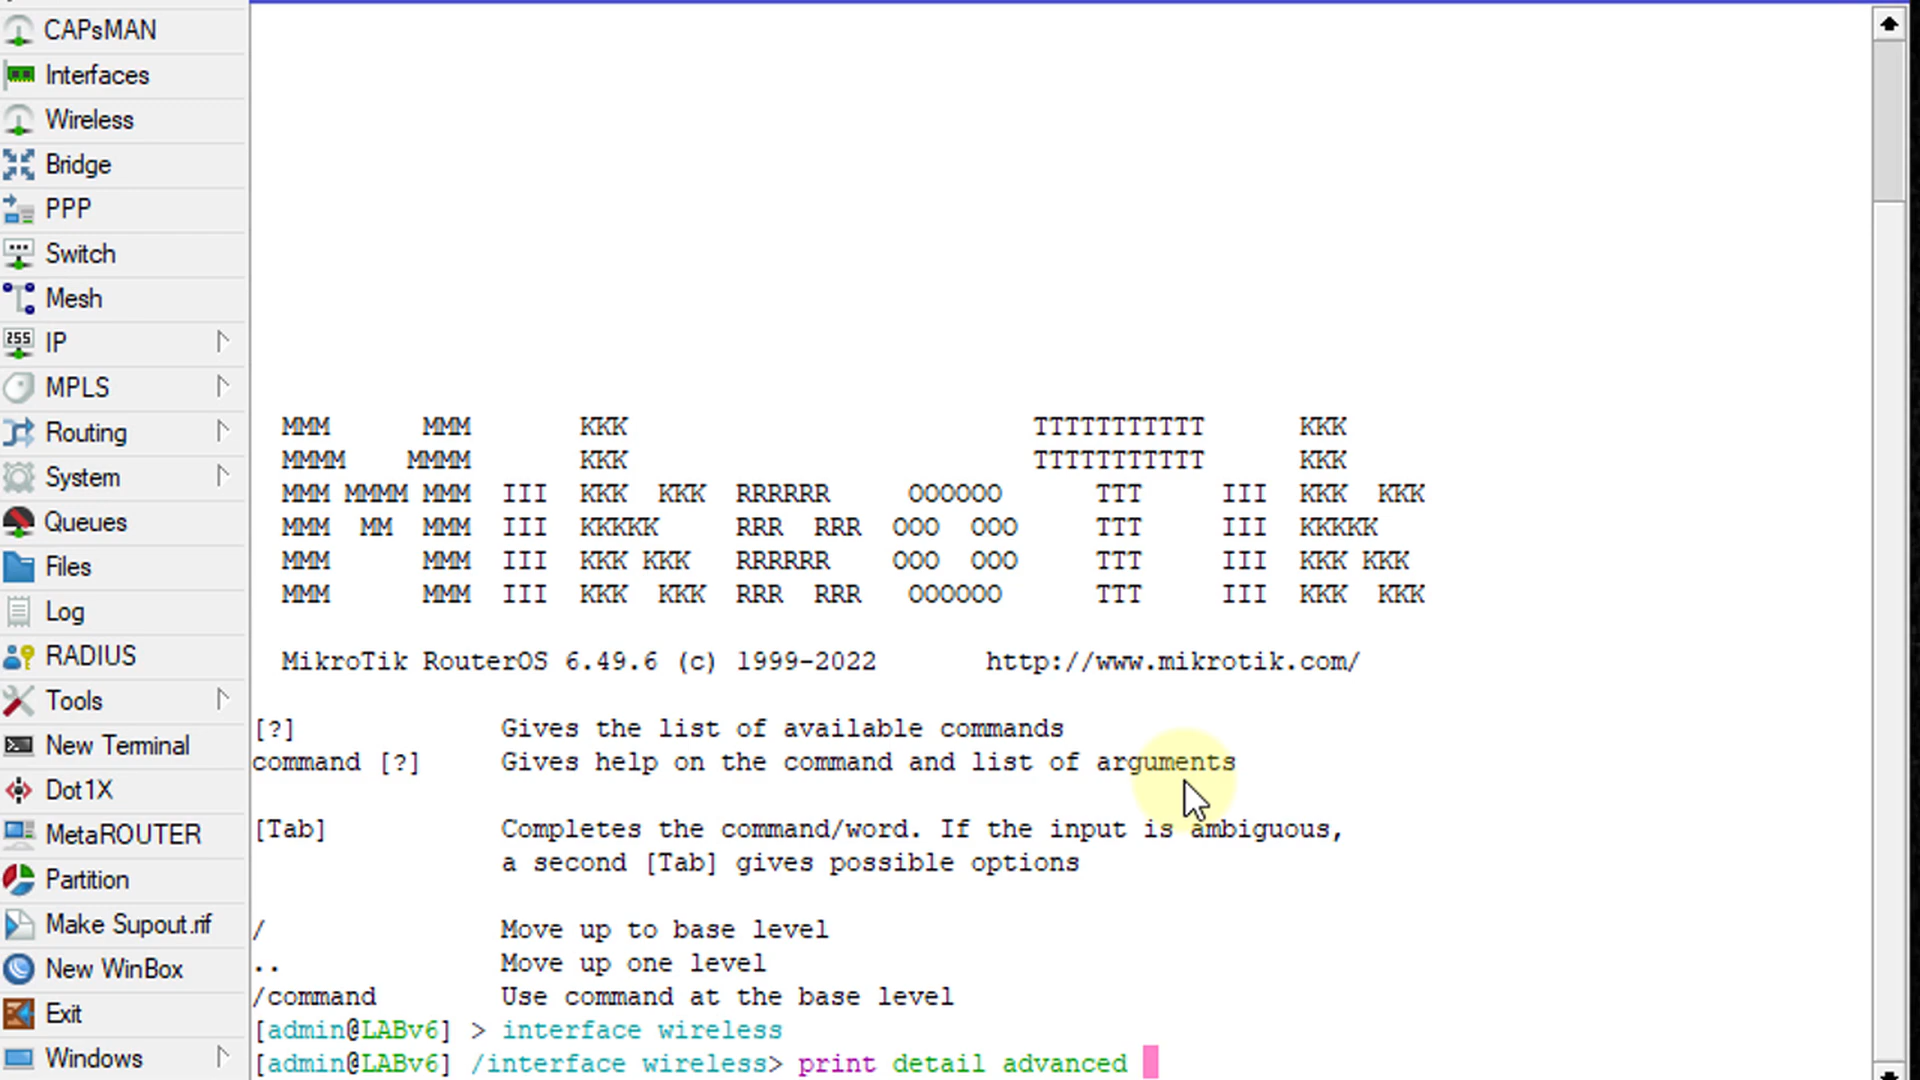 CAPsMAN
Interfaces
Wireless
Bridge
PPP
Switch
Mesh
255 IP
MPLS
Routing
System
Queues
Files
Log
RADIUS
Tools
New Terminal
Dot1X
MetaROUTER
Partition
Make Supout.rif
New WinBox
Exit
Windows
MMM      MMM       KKK                          TTTTTTTTTTT      KKK
MMMM    MMMM       KKK                          TTTTTTTTTTT      KKK
MMM MMMM MMM  III  KKK  KKK  RRRRRR     OOOOOO      TTT     III  KKK  KKK
MMM  MM  MMM  III  KKKKK     RRR  RRR  OOO  OOO     TTT     III  KKKKK
MMM      MMM  III  KKK KKK   RRRRRR    OOO  OOO     TTT     III  KKK KKK
MMM      MMM  III  KKK  KKK  RRR  RRR   OOOOOO      TTT     III  KKK  KKK
MikroTik RouterOS 6.49.6 (c) 1999-2022       http://www.mikrotik.com/
[?]             Gives the list of available commands
command [?]     Gives help on the command and list of arguments
[Tab]           Completes the command/word. If the input is ambiguous,
a second [Tab] gives possible options
/               Move up to base level
..              Move up one level
/command        Use command at the base level
[admin@LABv6] > interface wireless
[admin@LABv6] /interface wireless> print detail advanced